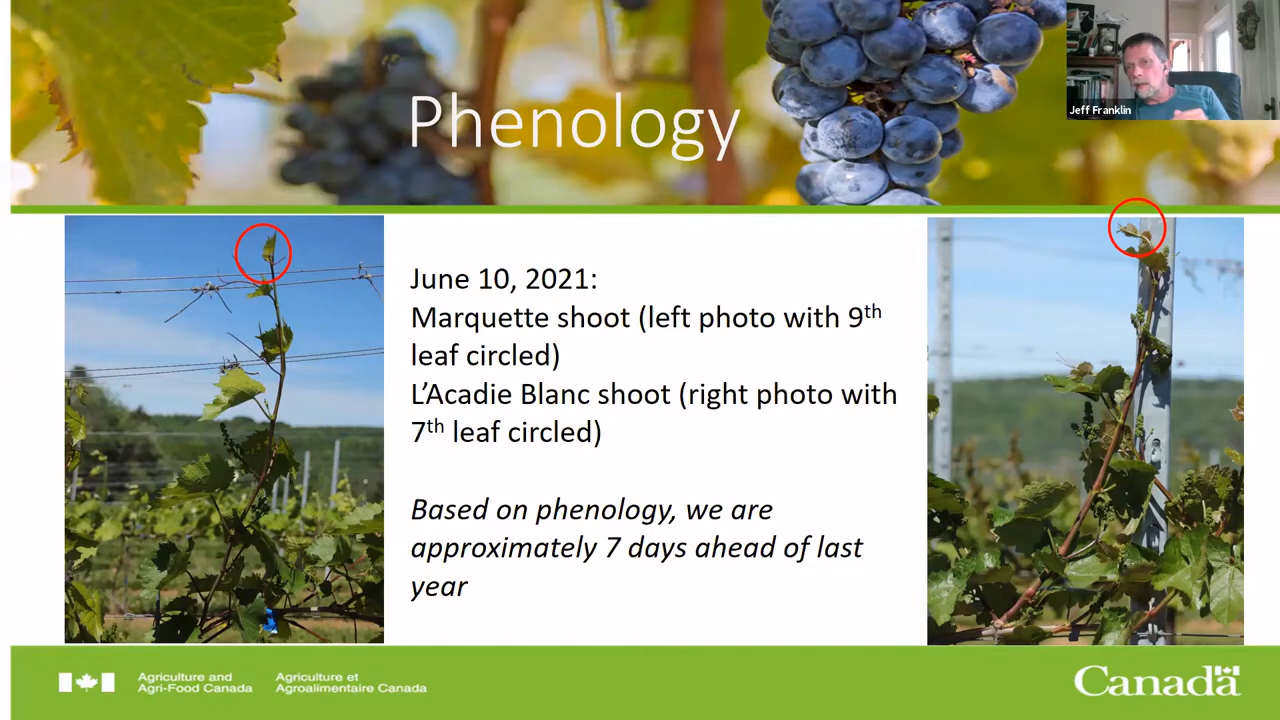 Phenology
Jeff Franklin
June 10, 2021:
Marquette shoot (left photo with 9th
leaf circled)
L’Acadie Blanc shoot (right photo with
7th leaf circled)
Based on phenology, we are
approximately 7 days ahead of last
year
Agriculture and
Agri-Food Canada
Agriculture et
Agroalimentaire Canada
Canada